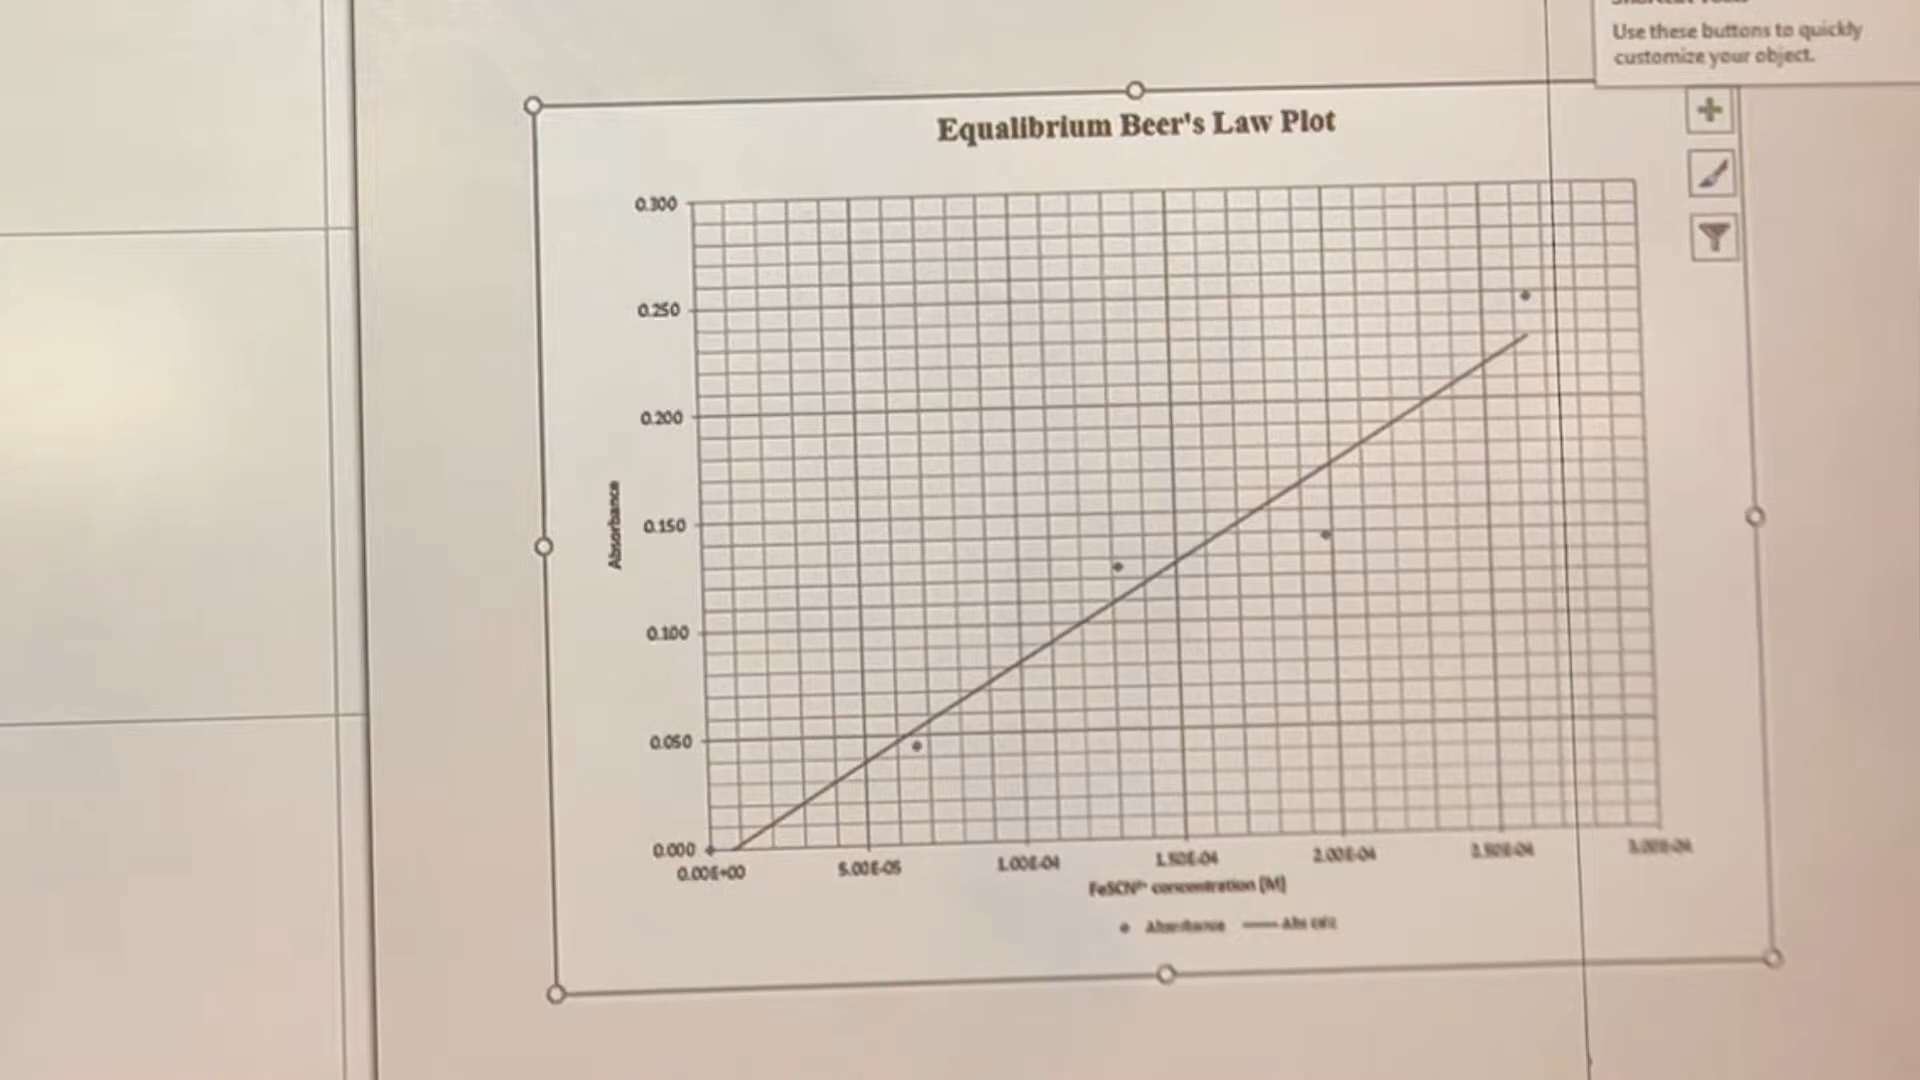 Use these buttons to quickly
customize your object.
Equalibrium Beer's Law Plot
0.300
0.250
0.200
0.150
0.100
0.050
0.000
Absorbance
0.00E+00 5.00E-05 1.00E-04 1.50E-04 2.00E-04 2.50E-04 3.00E-04
FeSCN²⁺ concentration (M)
Absorbance